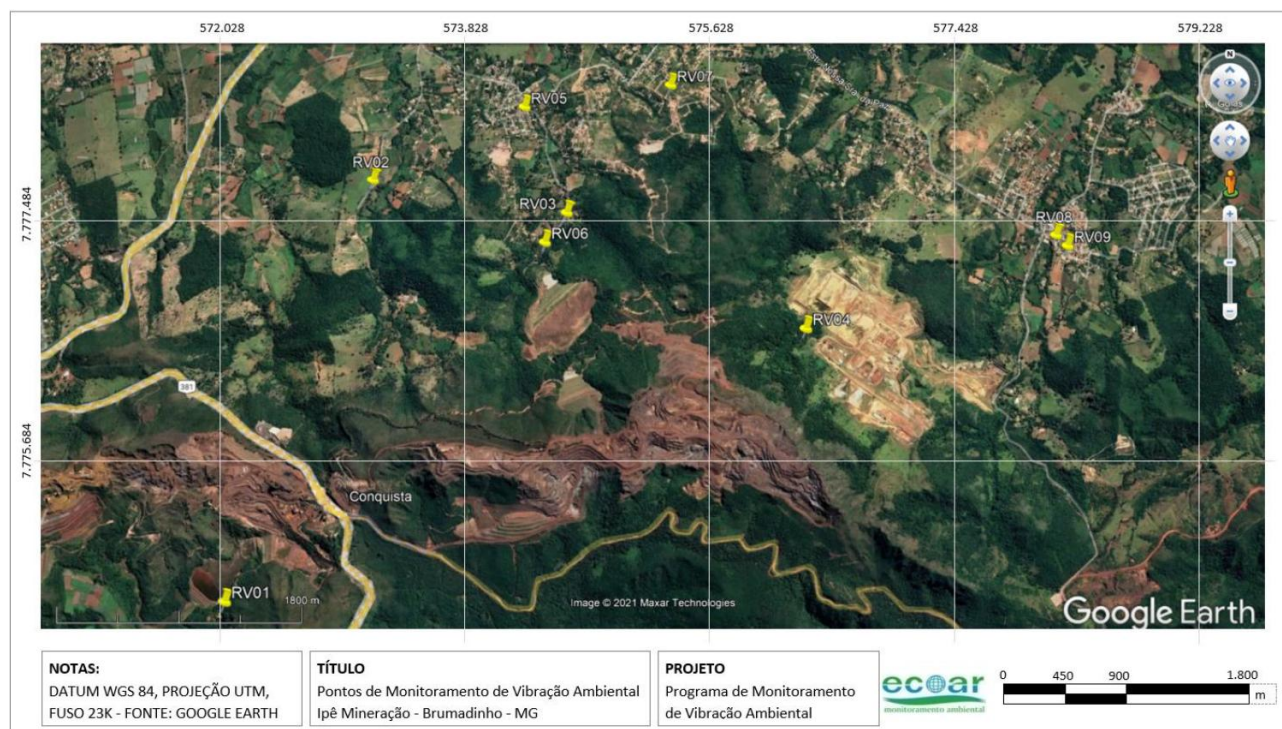 572.028 573.828 575.628 577.428 579.228
N
RV07
RV05
RV02
7.777.484
RV03
RV06
RV08
RV09
RV04
381
7.775.684
Conquista
RV01
1800 m
Image © 2021 Maxar Technologies
Google Earth
NOTAS:
DATUM WGS 84, PROJEÇÃO UTM,
FUSO 23K - FONTE: GOOGLE EARTH
TÍTULO
Pontos de Monitoramento de Vibração Ambiental
Ipê Mineração - Brumadinho - MG
PROJETO
Programa de Monitoramento
de Vibração Ambiental
ecoar
monitoramento ambiental
0 450 900 1.800
m